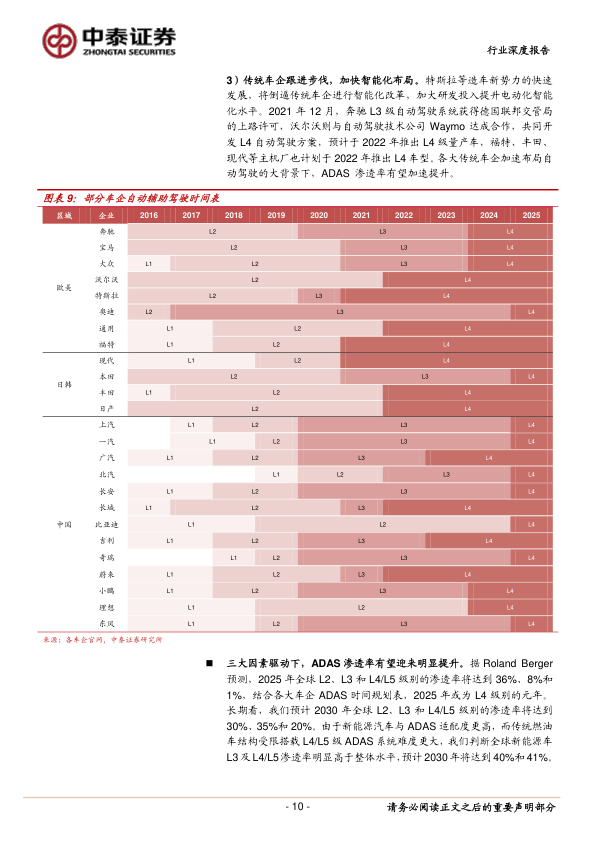 中泰证券
ZHONGTAI SECURITIES
行业深度报告
3）传统车企跟进步伐，加快智能化布局。特斯拉等造车新势力的快速
发展，将倒逼传统车企进行智能化改革，加大研发投入提升电动化智能
化水平。2021 年 12 月，奔驰 L3 级自动驾驶系统获得德国联邦交管局
的上路许可，沃尔沃则与自动驾驶技术公司 Waymo 达成合作，共同开
发 L4 自动驾驶方案，预计于 2022 年推出 L4 级量产车，福特、丰田、
现代等主机厂也计划于 2022 年推出 L4 车型。各大传统车企加速布局自
动驾驶的大背景下，ADAS 渗透率有望加速提升。
图表 9：部分车企自动辅助驾驶时间表
区域 企业 2016 2017 2018 2019 2020 2021 2022 2023 2024 2025
奔驰 L2 L3 L4
宝马 L2 L3 L4
大众 L1 L2 L3 L4
沃尔沃 L2 L4
欧美
特斯拉 L2 L3 L4
奥迪 L2 L3 L4
通用 L1 L2 L4
福特 L1 L2 L4
现代 L1 L2 L4
本田 L2 L3 L4
日韩
丰田 L1 L2 L4
日产 L2 L4
上汽 L1 L2 L3 L4
一汽 L1 L2 L3 L4
广汽 L1 L2 L3 L4
北汽 L1 L2 L3 L4
长安 L1 L2 L3 L4
长城 L1 L2 L3 L4
中国 比亚迪 L1 L2 L4
吉利 L1 L2 L3 L4
奇瑞 L1 L2 L3 L4
蔚来 L1 L2 L3 L4
小鹏 L1 L2 L3 L4
理想 L1 L2 L4
东风 L1 L2 L3 L4
来源：各车企官网，中泰证券研究所
■ 三大因素驱动下，ADAS 渗透率有望迎来明显提升。据 Roland Berger
预测，2025 年全球 L2、L3 和 L4/L5 级别的渗透率将达到 36%、8%和
1%，结合各大车企 ADAS 时间规划表，2025 年或为 L4 级别的元年。
长期看，我们预计 2030 年全球 L2、L3 和 L4/L5 级别的渗透率将达到
30%，35%和 20%。由于新能源汽车与 ADAS 适配度更高，而传统燃油
车结构受限搭载 L4/L5 级 ADAS 系统难度更大，我们判断全球新能源车
L3 及 L4/L5 渗透率明显高于整体水平，预计 2030 年将达到 40%和 41%。
- 10 -
请务必阅读正文之后的重要声明部分